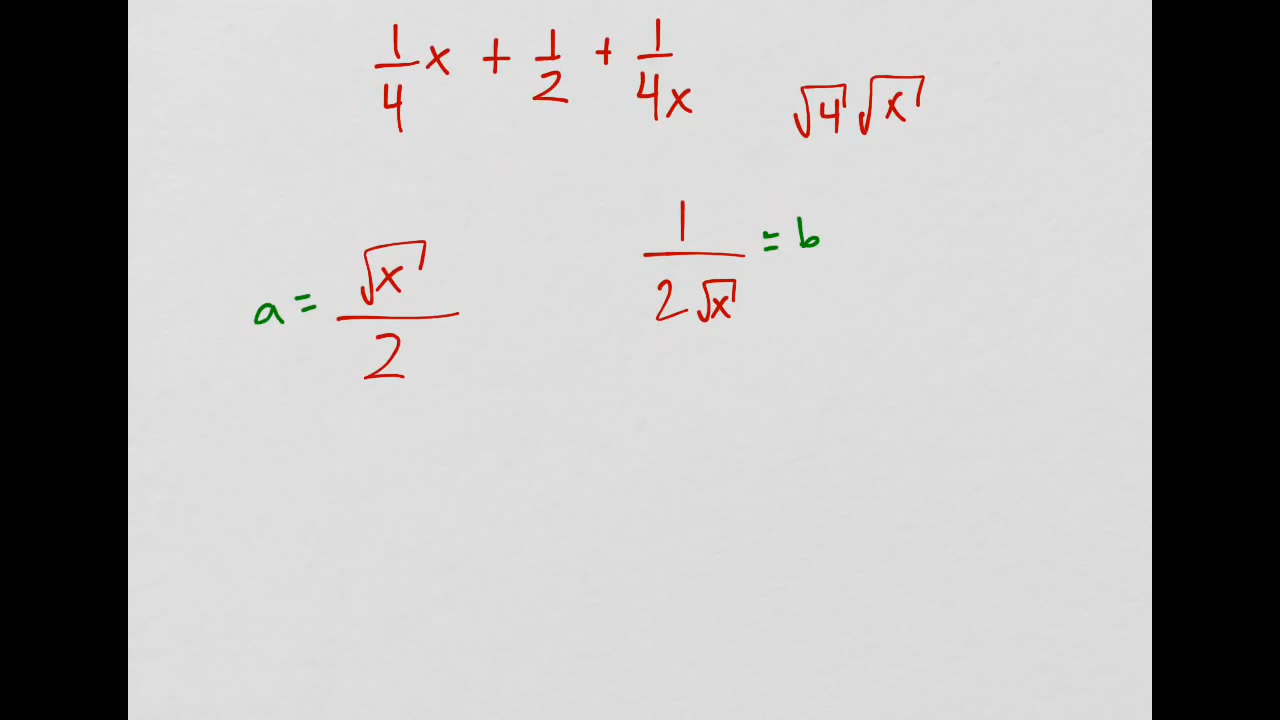 1/4 x + 1/2 + 1/4x
√4 √x
a = √x/2
1/2√x = b